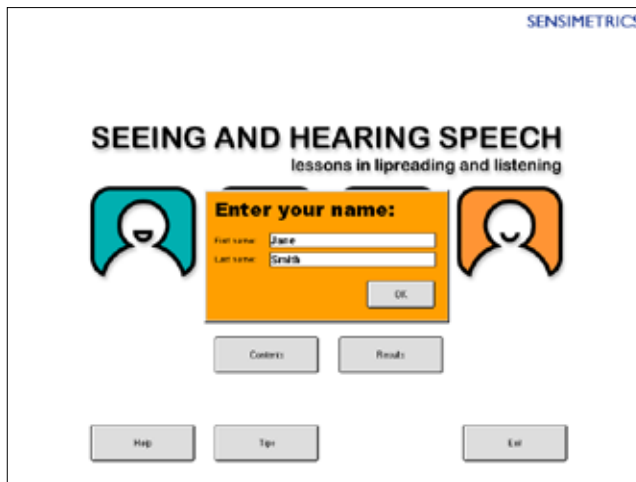 SENSIMETRICS
SEEING AND HEARING SPEECH
lessons in lipreading and listening
Enter your name:
First name: Jane
Last name: Smith
OK
Contents Results
Help Tips Exit